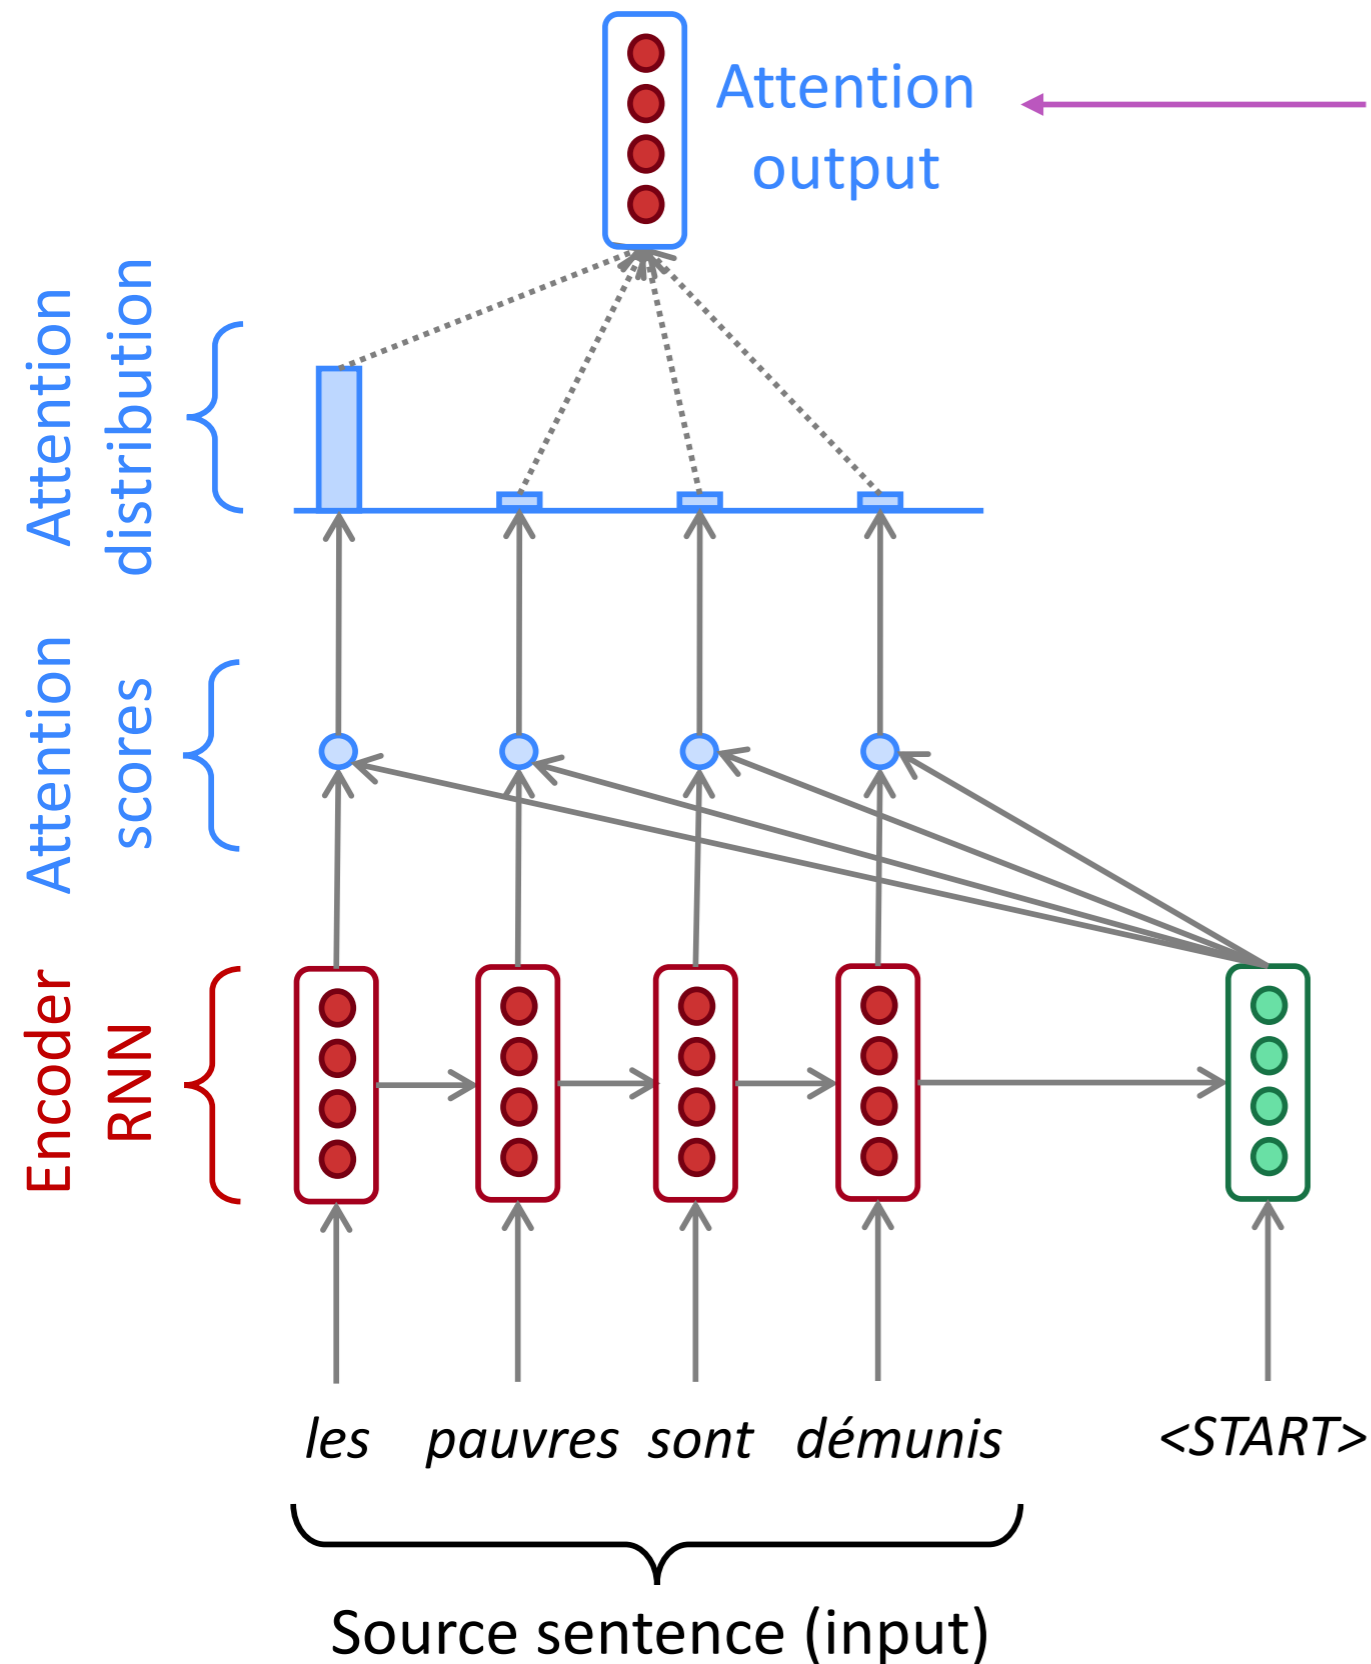 Attention
output
Attention
distribution
Attention
scores
Encoder
RNN
les pauvres sont démunis <START>
Source sentence (input)